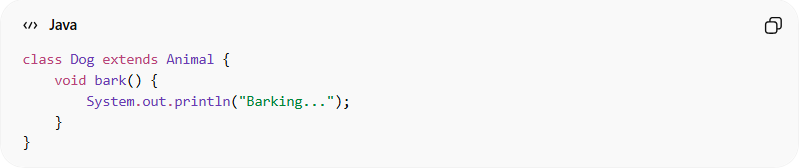 </> Java
class Dog extends Animal {
    void bark() {
        System.out.println("Barking...");
    }
}